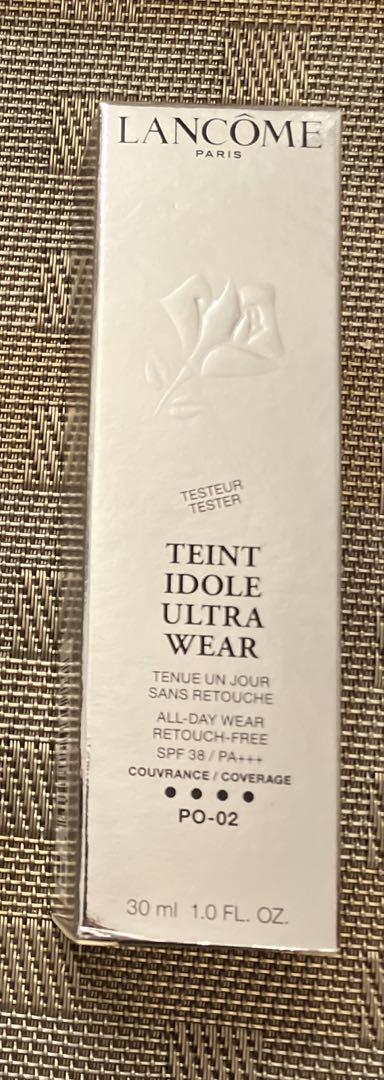 LANCÔME
PARIS
TESTEUR
TESTER
TEINT
IDOLE
ULTRA
WEAR
TENUE UN JOUR
SANS RETOUCHE
ALL-DAY WEAR
RETOUCH-FREE
SPF 38 / PA+++
COUVRANCE / COVERAGE
● ● ● ●
PO-02
30 ml 1.0 FL. OZ.